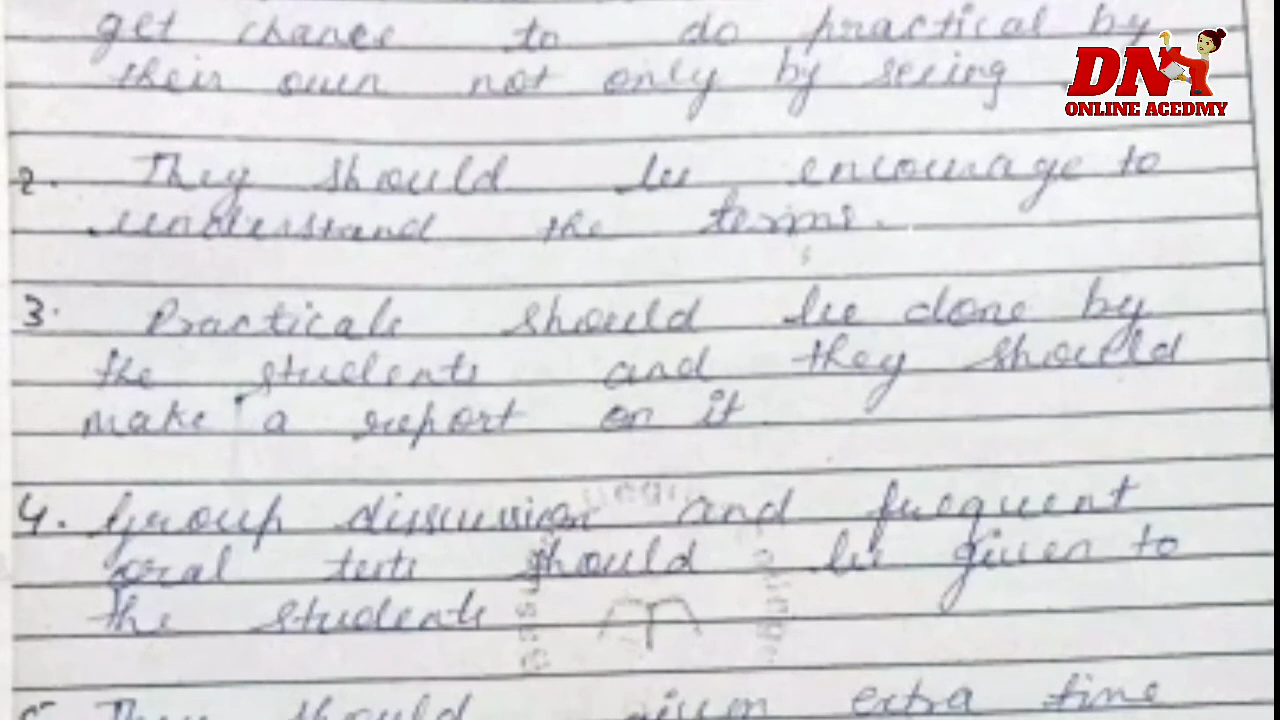 get chance to do practical by
their own not only by seeing
DN
ONLINE ACEDMY
2. They should be encourage to
understand the terms.
3. Practicals should be done by
the students and they should
make a report on it
4. Group discussion and frequent
oral tests should be given to
the students
5 They should given extra time